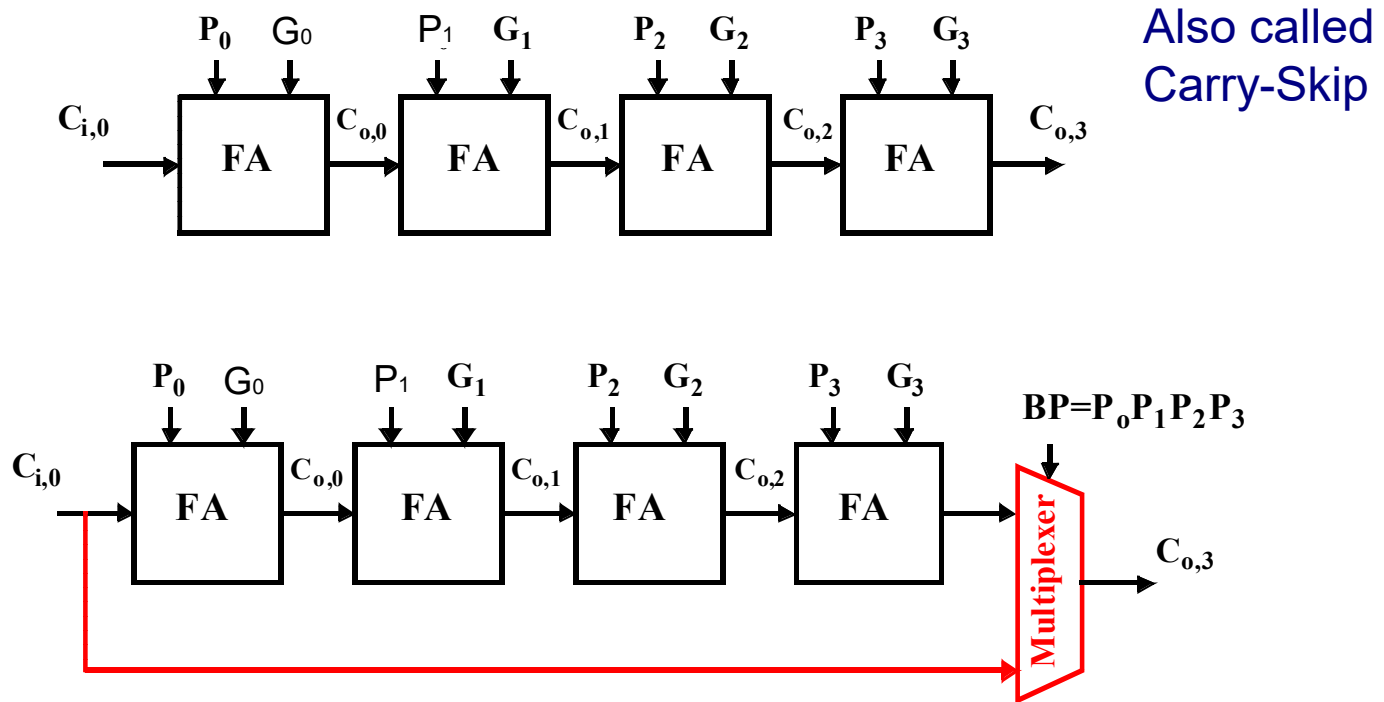 Also called
Carry-Skip
P₀ G₀ P₁ G₁ P₂ G₂ P₃ G₃
Cᵢ,₀ Cₒ,₀ Cₒ,₁ Cₒ,₂ Cₒ,₃
FA FA FA FA
P₀ G₀ P₁ G₁ P₂ G₂ P₃ G₃
BP=PₒP₁P₂P₃
Cᵢ,₀ Cₒ,₀ Cₒ,₁ Cₒ,₂
FA FA FA FA
Multiplexer
Cₒ,₃